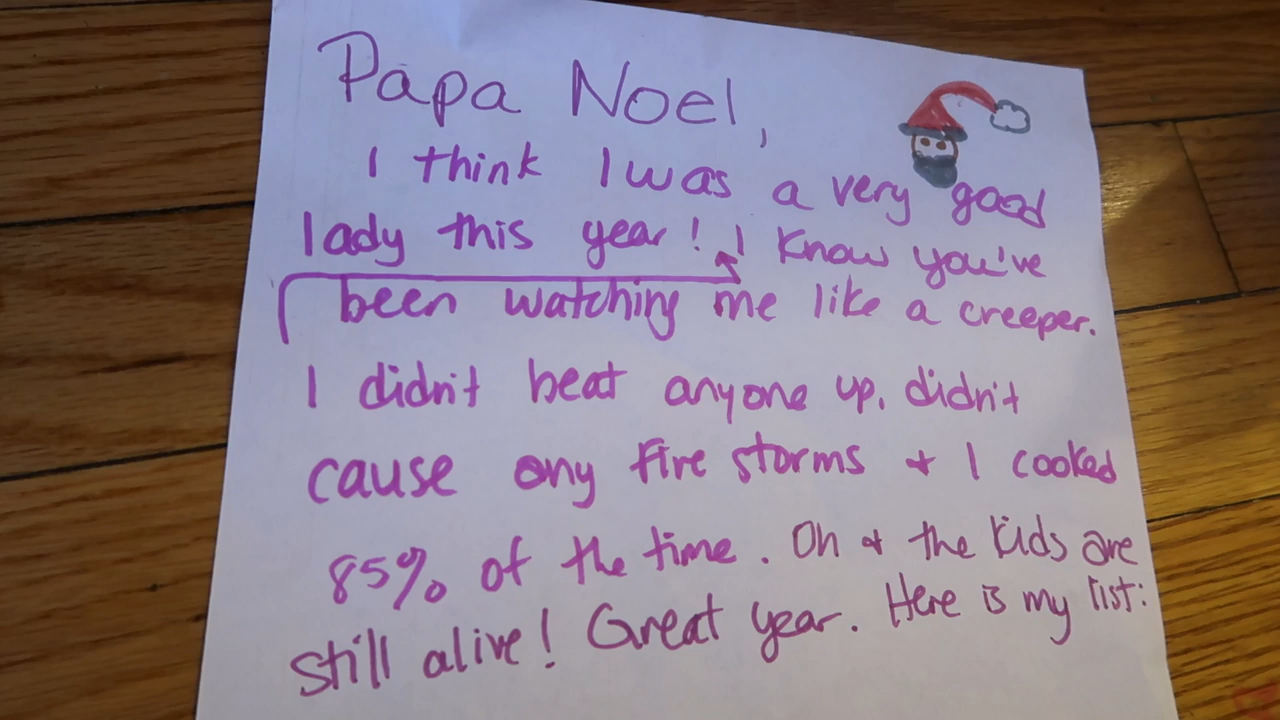 Papa Noel,
I think I was a very good
lady this year! I know you've
been watching me like a creeper.
I didn't beat anyone up, didn't
cause any fire storms & I cooked
85% of the time. Oh & the kids are
still alive! Great year. Here is my list: